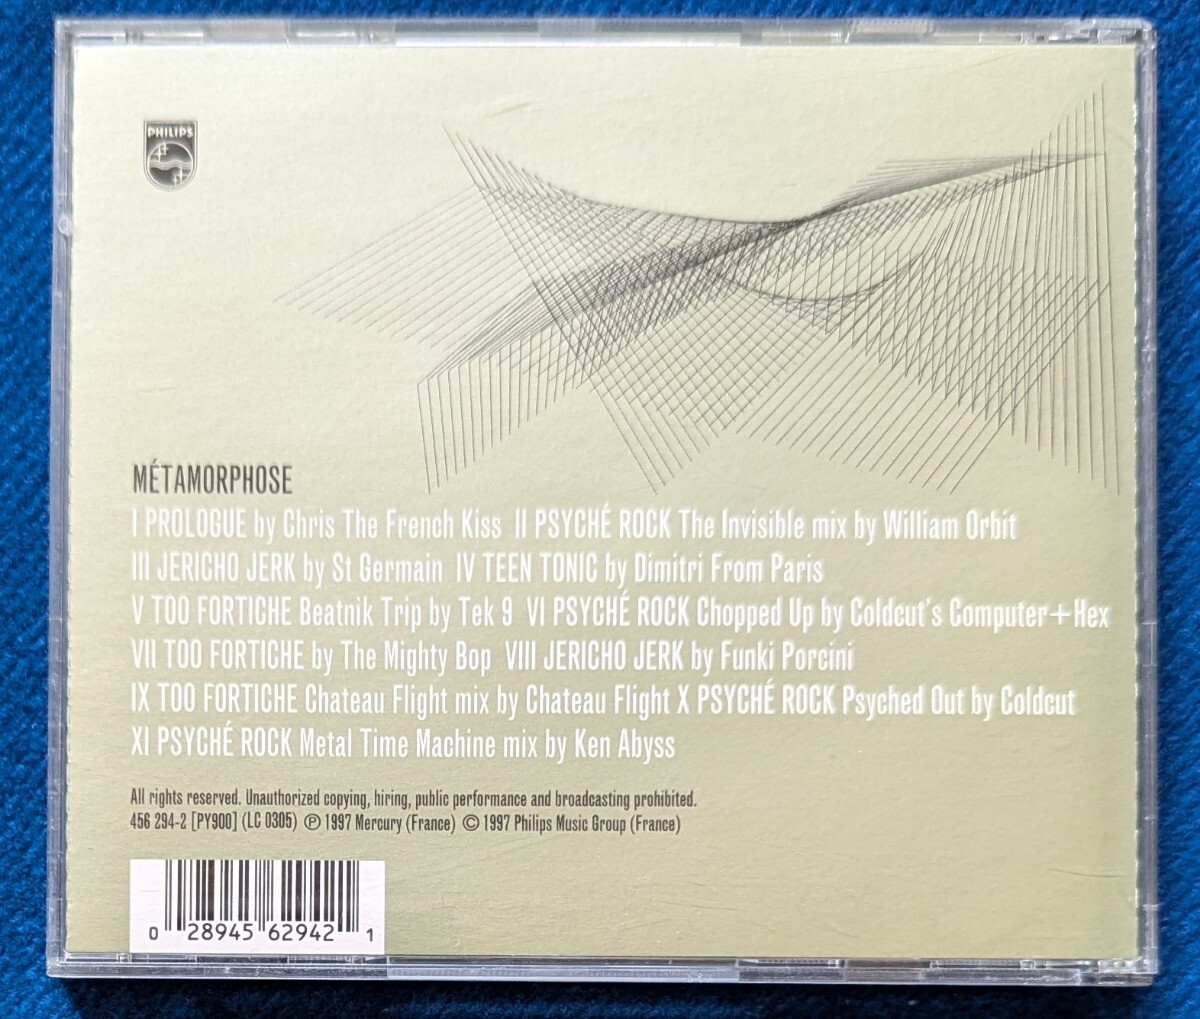 PHILIPS
MÉTAMORPHOSE
I PROLOGUE by Chris The French Kiss II PSYCHÉ ROCK The Invisible mix by William Orbit
III JERICHO JERK by St Germain IV TEEN TONIC by Dimitri From Paris
V TOO FORTICHE Beatnik Trip by Tek 9 VI PSYCHÉ ROCK Chopped Up by Coldcut's Computer+Hex
VII TOO FORTICHE by The Mighty Bop VIII JERICHO JERK by Funki Porcini
IX TOO FORTICHE Chateau Flight mix by Chateau Flight X PSYCHÉ ROCK Psyched Out by Coldcut
XI PSYCHÉ ROCK Metal Time Machine mix by Ken Abyss
All rights reserved. Unauthorized copying, hiring, public performance and broadcasting prohibited.
456 294-2 [PY900] (LC 0305) ℗ 1997 Mercury (France) © 1997 Philips Music Group (France)
0 28945 62942 1